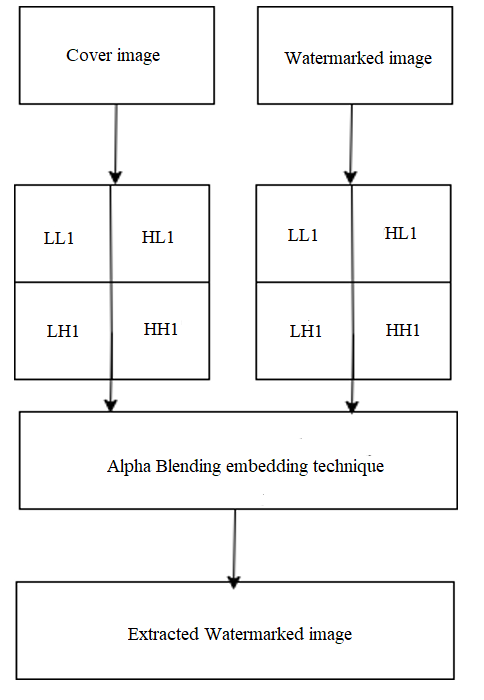 Cover image
Watermarked image
LL1
HL1
LL1
HL1
LH1
HH1
LH1
HH1
Alpha Blending embedding technique
Extracted Watermarked image